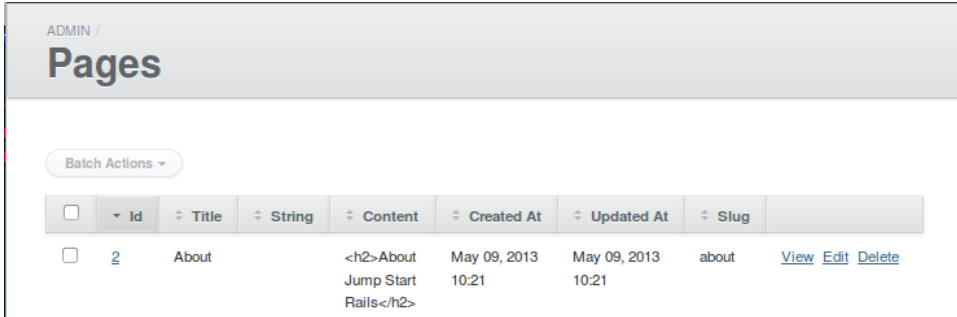 ADMIN /
Pages
Batch Actions
Id Title String Content Created At Updated At Slug
2 About <h2>About May 09, 2013 May 09, 2013 about View Edit Delete
Jump Start 10:21 10:21
Rails</h2>